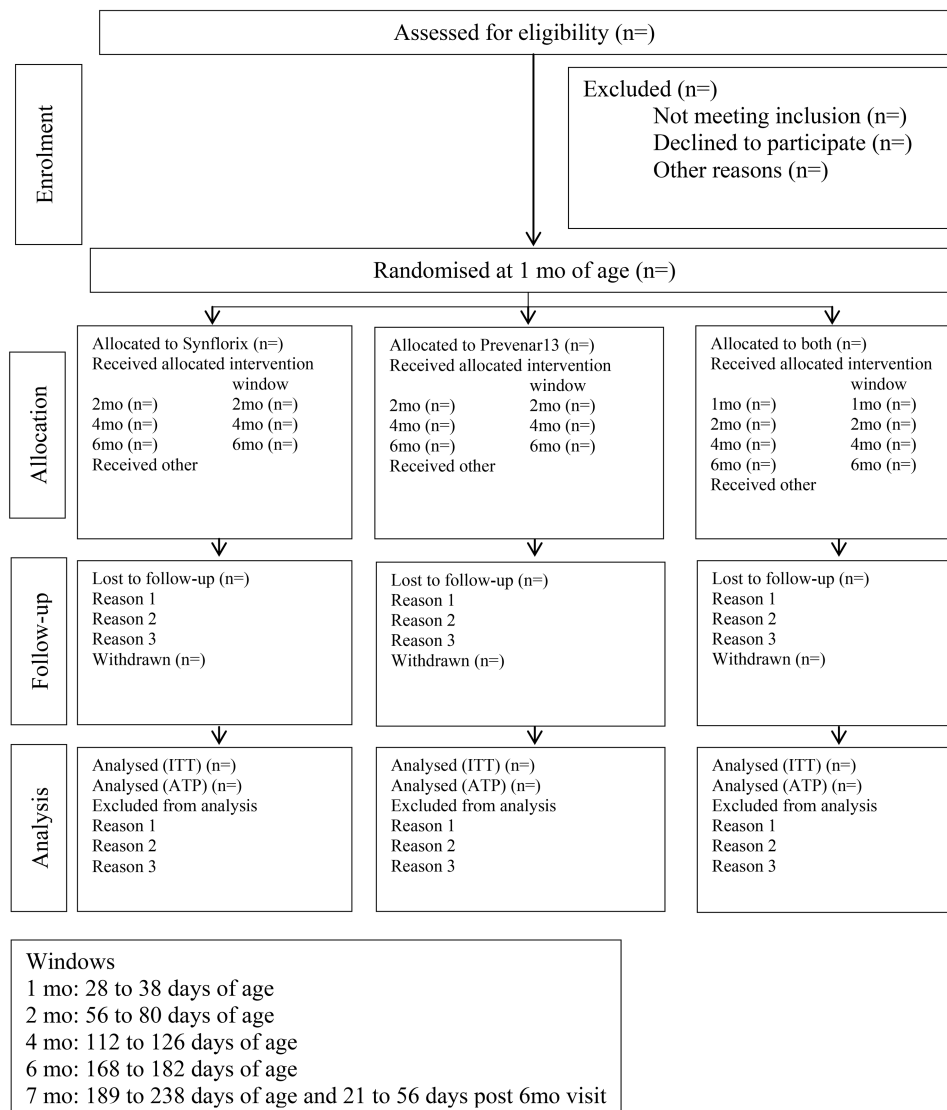 Assessed for eligibility (n=)
Enrolment
Excluded (n=)
Not meeting inclusion (n=)
Declined to participate (n=)
Other reasons (n=)
Randomised at 1 mo of age (n=)
Allocation
Allocated to Synflorix (n=)
Received allocated intervention
window
2mo (n=) 2mo (n=)
4mo (n=) 4mo (n=)
6mo (n=) 6mo (n=)
Received other
Allocated to Prevenar13 (n=)
Received allocated intervention
window
2mo (n=) 2mo (n=)
4mo (n=) 4mo (n=)
6mo (n=) 6mo (n=)
Received other
Allocated to both (n=)
Received allocated intervention
window
1mo (n=) 1mo (n=)
2mo (n=) 2mo (n=)
4mo (n=) 4mo (n=)
6mo (n=) 6mo (n=)
Received other
Follow-up
Lost to follow-up (n=)
Reason 1
Reason 2
Reason 3
Withdrawn (n=)
Lost to follow-up (n=)
Reason 1
Reason 2
Reason 3
Withdrawn (n=)
Lost to follow-up (n=)
Reason 1
Reason 2
Reason 3
Withdrawn (n=)
Analysis
Analysed (ITT) (n=)
Analysed (ATP) (n=)
Excluded from analysis
Reason 1
Reason 2
Reason 3
Analysed (ITT) (n=)
Analysed (ATP) (n=)
Excluded from analysis
Reason 1
Reason 2
Reason 3
Analysed (ITT) (n=)
Analysed (ATP) (n=)
Excluded from analysis
Reason 1
Reason 2
Reason 3
Windows
1 mo: 28 to 38 days of age
2 mo: 56 to 80 days of age
4 mo: 112 to 126 days of age
6 mo: 168 to 182 days of age
7 mo: 189 to 238 days of age and 21 to 56 days post 6mo visit